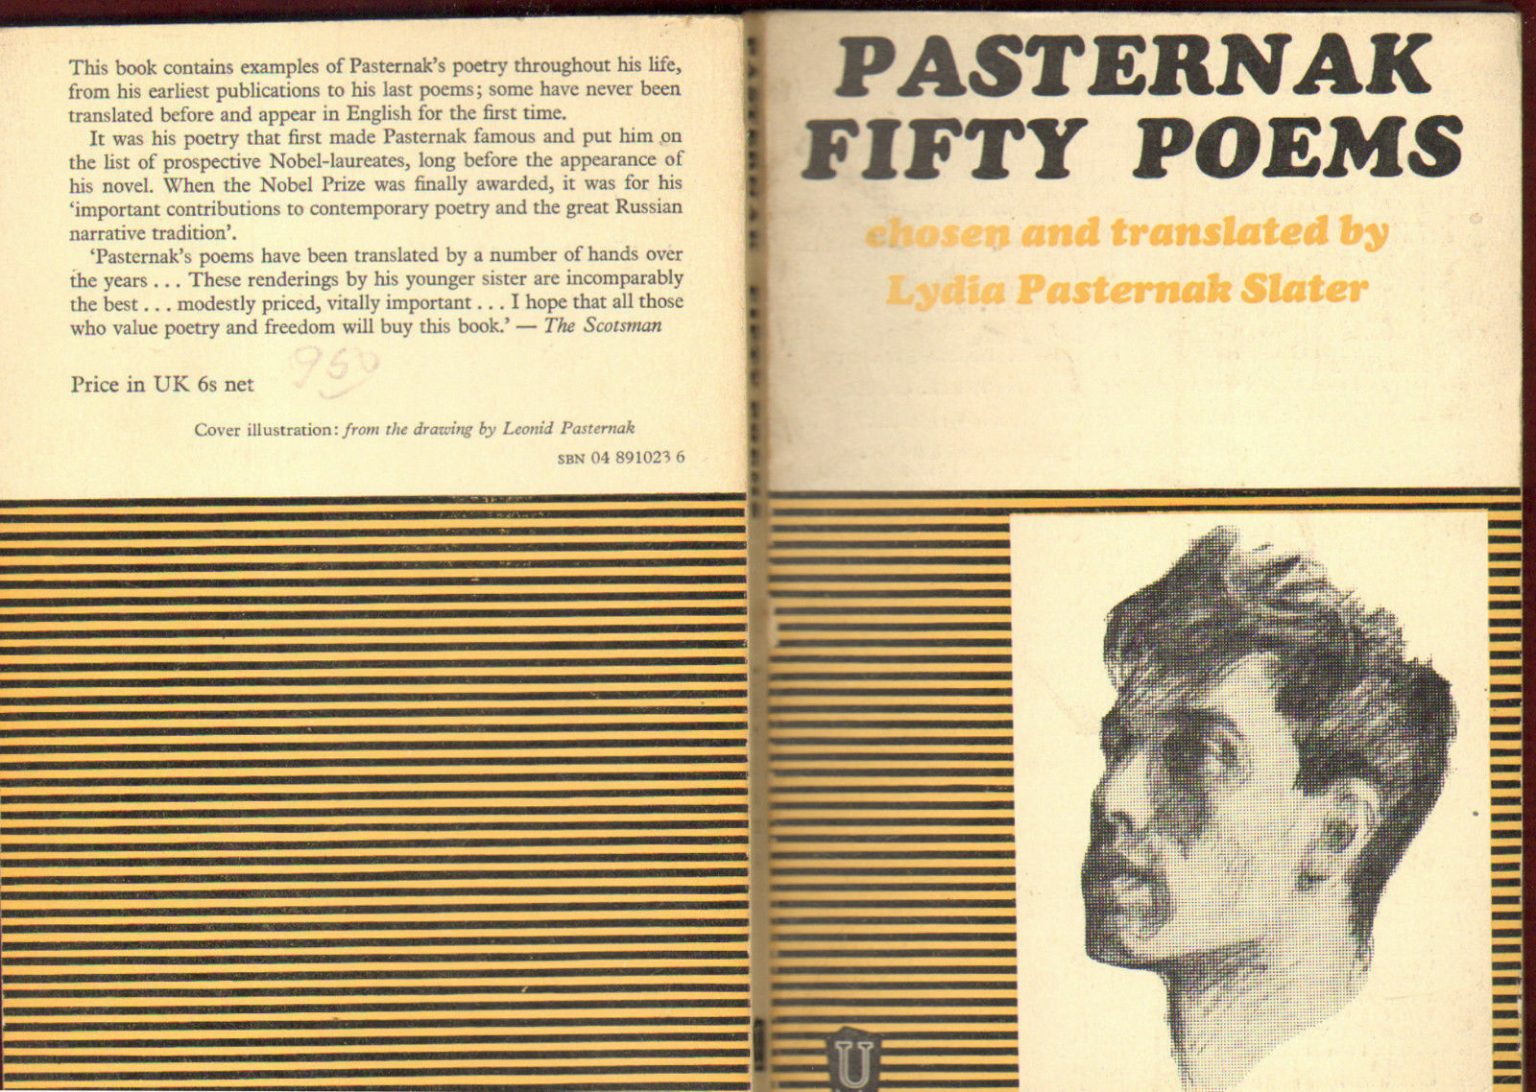 This book contains examples of Pasternak's poetry throughout his life,
from his earliest publications to his last poems; some have never been
translated before and appear in English for the first time.
It was his poetry that first made Pasternak famous and put him on
the list of prospective Nobel-laureates, long before the appearance of
his novel. When the Nobel Prize was finally awarded, it was for his
‘important contributions to contemporary poetry and the great Russian
narrative tradition’.
‘Pasternak's poems have been translated by a number of hands over
the years ... These renderings by his younger sister are incomparably
the best ... modestly priced, vitally important ... I hope that all those
who value poetry and freedom will buy this book.’ — The Scotsman
950
Price in UK 6s net
Cover illustration: from the drawing by Leonid Pasternak
SBN 04 891023 6
PASTERNAK
FIFTY POEMS
chosen and translated by
Lydia Pasternak Slater
U